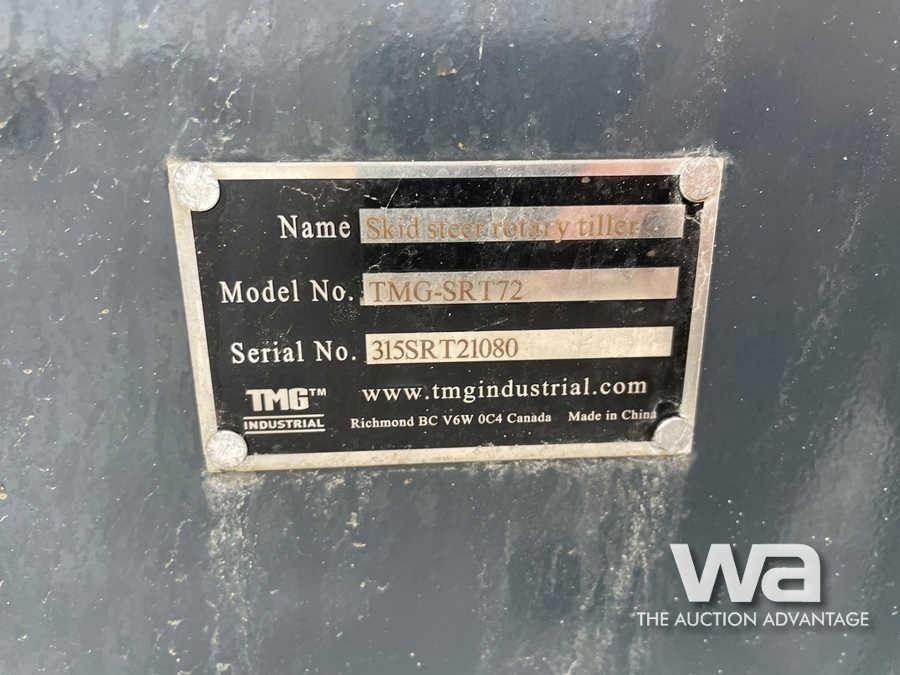 Name Skid steer rotary tiller
Model No. TMG-SRT72
Serial No. 315SRT21080
TMG™ www.tmgindustrial.com
INDUSTRIAL Richmond BC V6W 0C4 Canada Made in China
wa
THE AUCTION ADVANTAGE